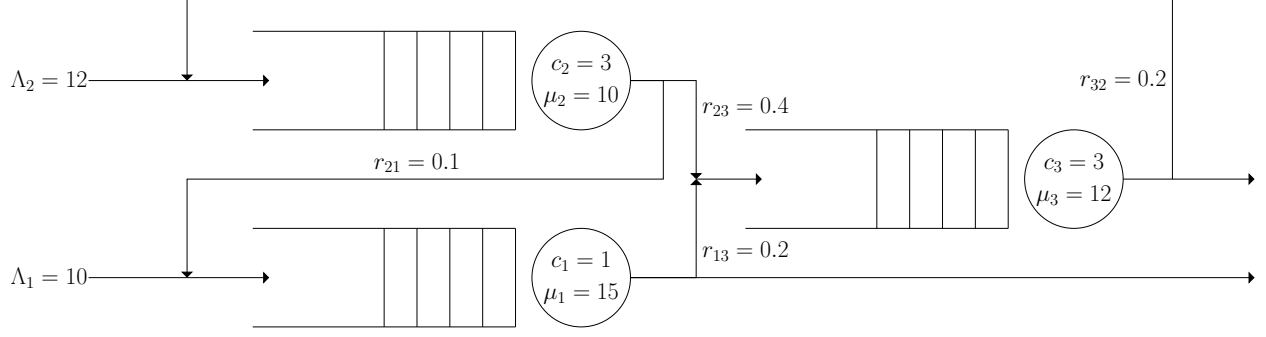 Λ₂ = 12
c₂ = 3
μ₂ = 10
r₃₂ = 0.2
r₂₃ = 0.4
r₂₁ = 0.1
c₃ = 3
μ₃ = 12
Λ₁ = 10
c₁ = 1
μ₁ = 15
r₁₃ = 0.2